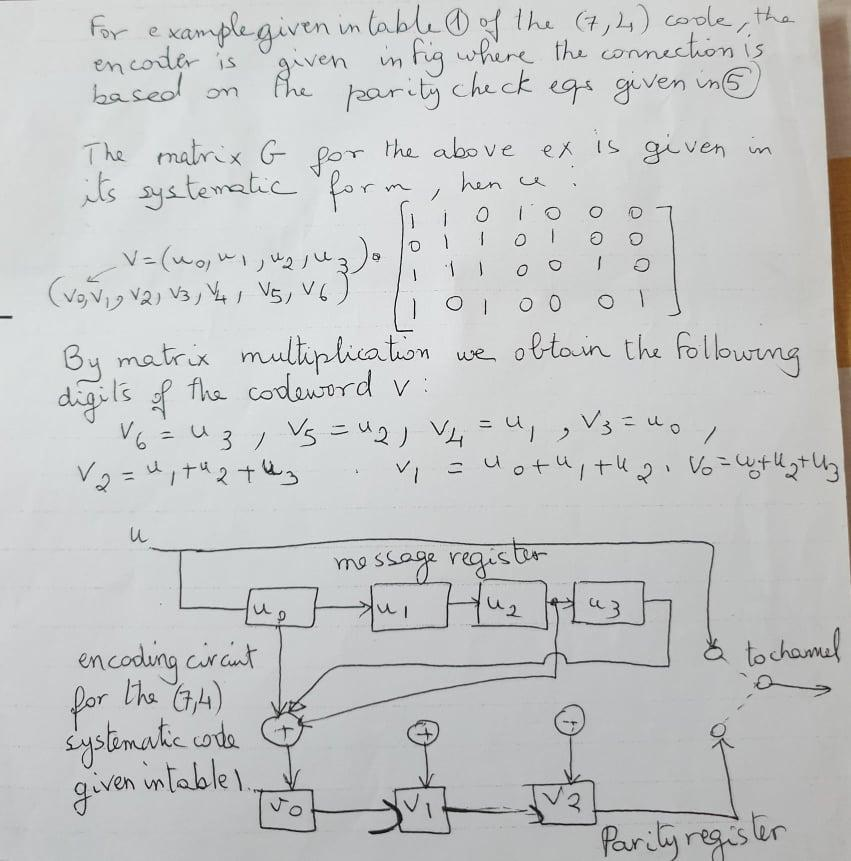 For example given in table ① of the (7,4) code, the
encoder is given in fig where the connection is
based on the parity check eqs given in ⑤
The matrix G for the above ex is given in
its systematic form, hence :
V=(u0, u1, u2, u3) •
(V0, V1, V2, V3, V4, V5, V6)
1 1 0 1 0 0 0
0 1 1 0 1 0 0
1 1 1 0 0 1 0
1 0 1 0 0 0 1
By matrix multiplication we obtain the following
digits of the codeword v :
V6 = u3, V5 = u2, V4 = u1, V3 = u0,
V2 = u1+u2+u3 . V1 = u0+u1+u2, V0=u0+u2+u3
u
message register
u0 u1 u2 u3
encoding circuit
for the (7,4)
systematic code
given in table 1...
to channel
+ + +
V0 V1 V2
Parity register